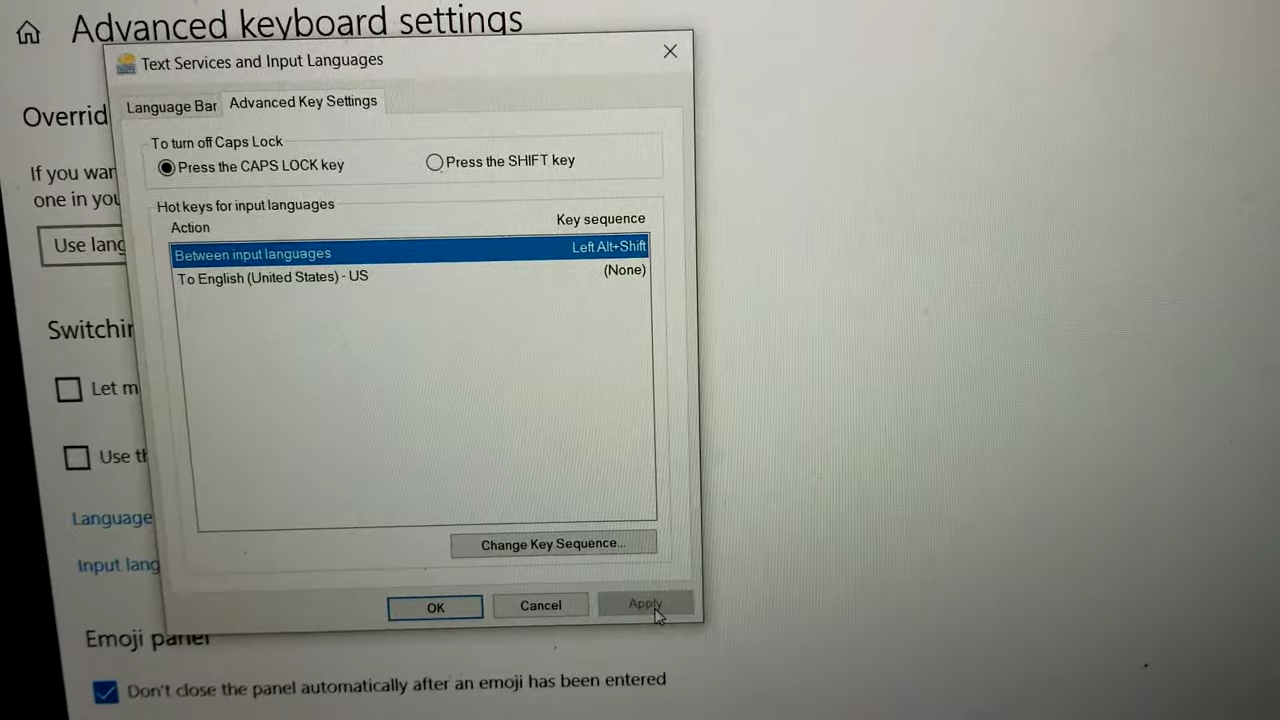 Advanced keyboard settings
Text Services and Input Languages
Language Bar
Advanced Key Settings
Overrid
To turn off Caps Lock
If you war
Press the CAPS LOCK key
Press the SHIFT key
one in you
Hot keys for input languages
Action
Key sequence
Use lang
Between input languages
Left Alt+Shift
To English (United States) - US
(None)
Switchin
Let m
Use th
Language
Change Key Sequence...
Input lang
OK
Cancel
Apply
Emoji panel
Don't close the panel automatically after an emoji has been entered